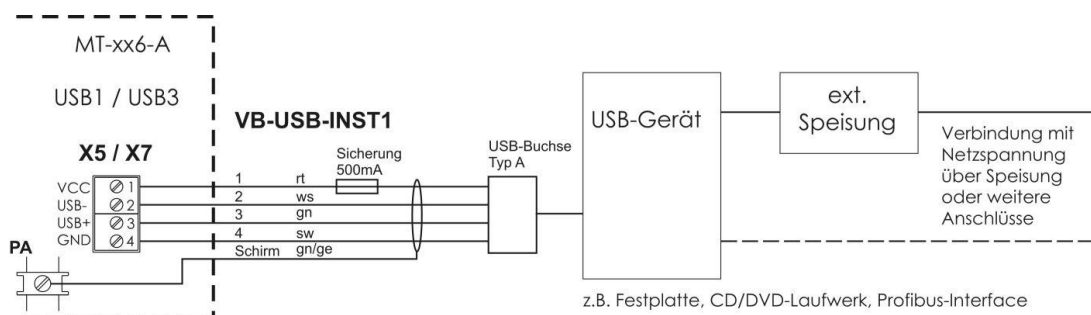 MT-xx6-A
USB1 / USB3
X5 / X7
VCC
USB-
USB+
GND
1
2
3
4
PA
VB-USB-INST1
Sicherung
500mA
1 rt
2 ws
3 gn
4 sw
Schirm gn/ge
USB-Buchse
Typ A
USB-Gerät
ext.
Speisung
Verbindung mit
Netzspannung
über Speisung
oder weitere
Anschlüsse
z.B. Festplatte, CD/DVD-Laufwerk, Profibus-Interface